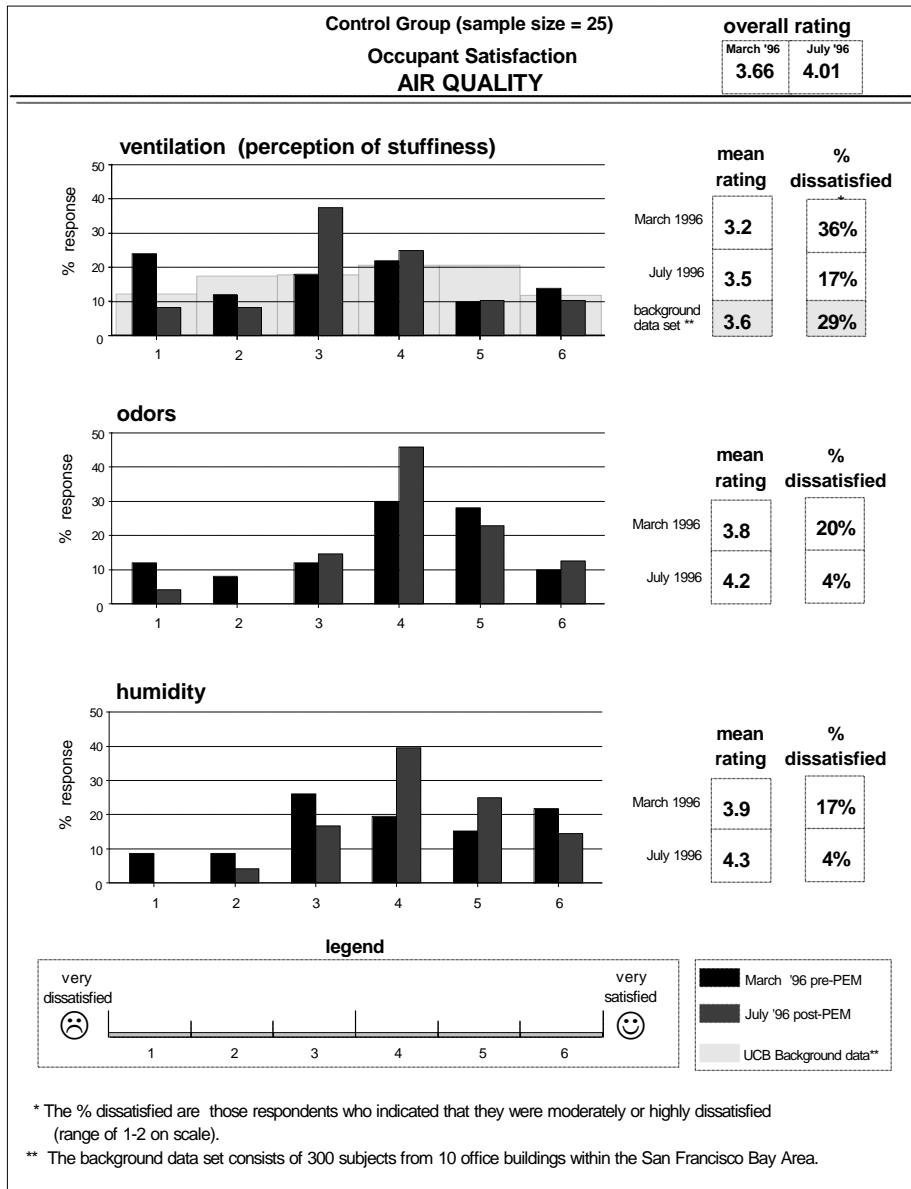 Control Group (sample size = 25)
Occupant Satisfaction
AIR QUALITY
overall rating
March '96 July '96
3.66 4.01
ventilation (perception of stuffiness)
% response
50
40
30
20
10
0
1 2 3 4 5 6
mean rating
% dissatisfied *
March 1996 3.2 36%
July 1996 3.5 17%
background data set ** 3.6 29%
odors
% response
50
40
30
20
10
0
1 2 3 4 5 6
mean rating
% dissatisfied
March 1996 3.8 20%
July 1996 4.2 4%
humidity
% response
50
40
30
20
10
0
1 2 3 4 5 6
mean rating
% dissatisfied
March 1996 3.9 17%
July 1996 4.3 4%
legend
very dissatisfied
very satisfied
1 2 3 4 5 6
March '96 pre-PEM
July '96 post-PEM
UCB Background data**
* The % dissatisfied are those respondents who indicated that they were moderately or highly dissatisfied
(range of 1-2 on scale).
** The background data set consists of 300 subjects from 10 office buildings within the San Francisco Bay Area.